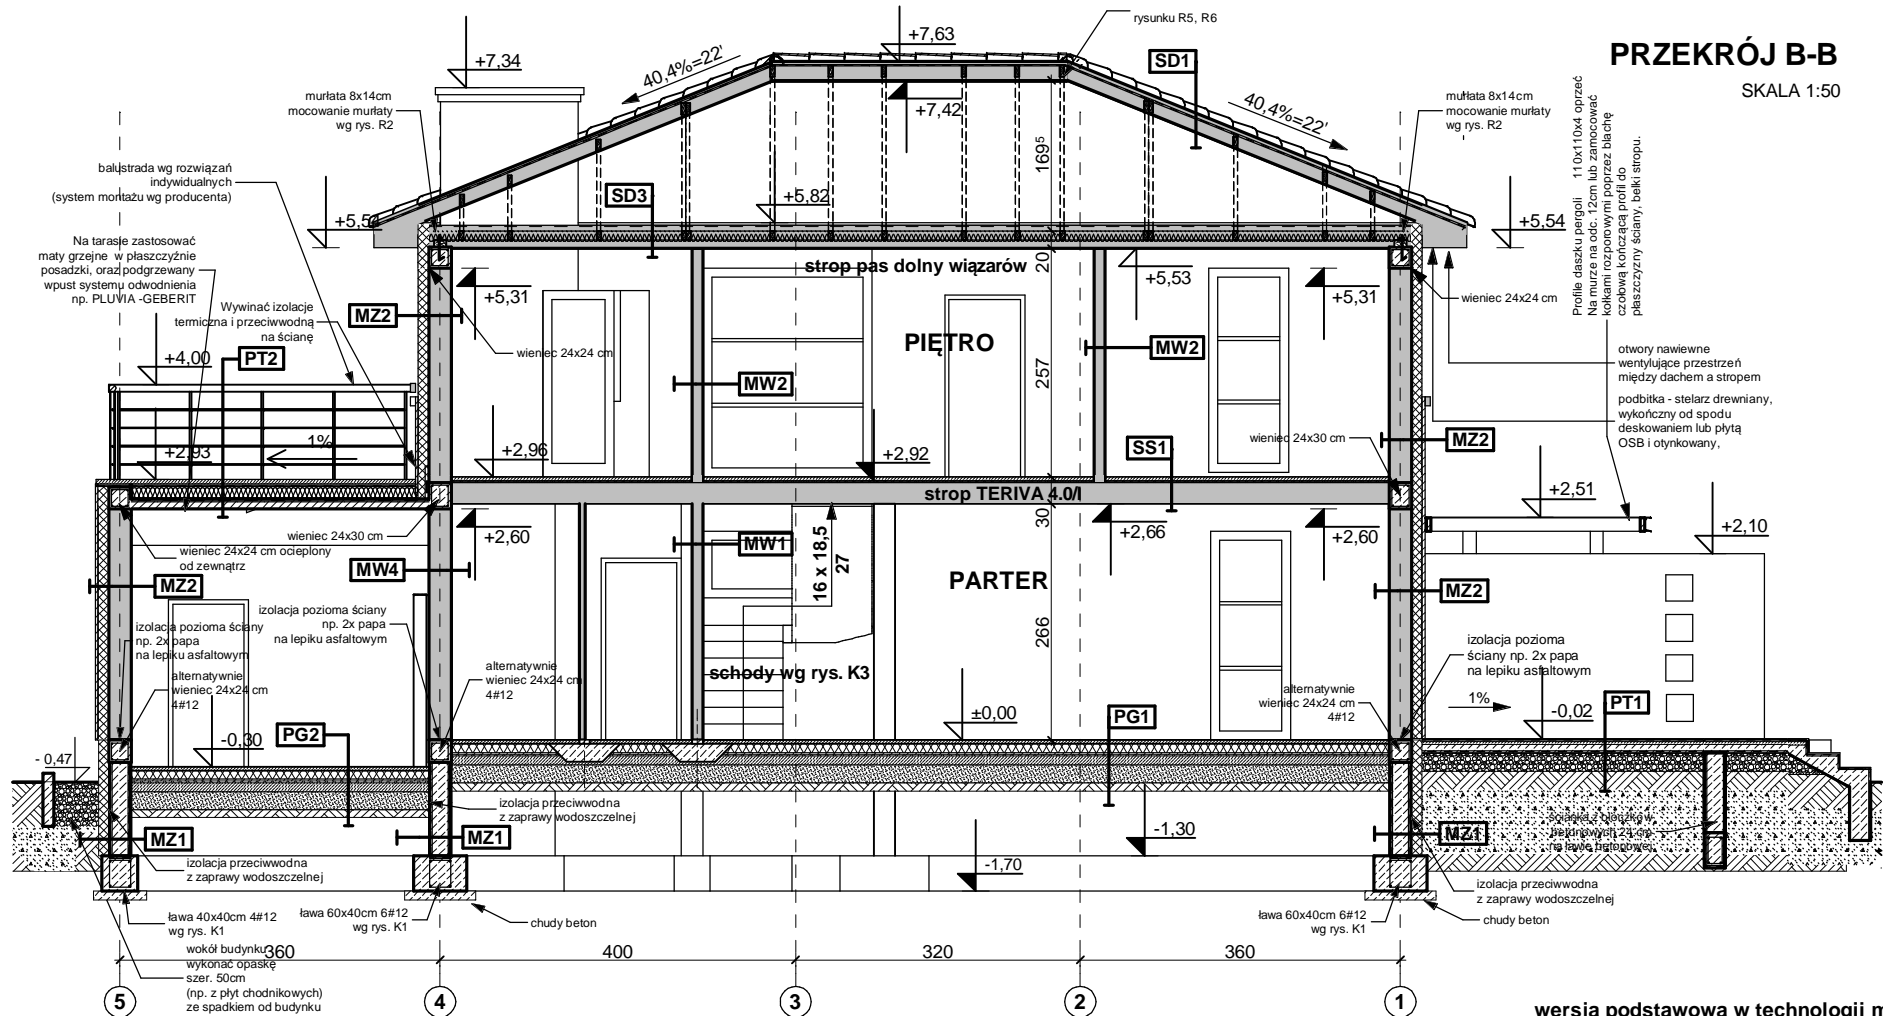 PRZEKRÓJ B-B
SKALA 1:50
rysunku R5, R6
+7,63
+7,34
40,4%=22'
SD1
+7,42
40,4%=22'
murłata 8x14cm
mocowanie murłaty
wg rys. R2
murłata 8x14cm
mocowanie murłaty
wg rys. R2
169⁵
balustrada wg rozwiązań
indywidualnych
(system montażu wg producenta)
SD3
+5,82
+5,54
+5,54
Na tarasie zastosować
maty grzejne w płaszczyźnie
posadzki, oraz podgrzewany
wpust systemu odwodnienia
np. PLUVIA -GEBERIT
Wywinąć izolacje
termiczna i przeciwwodną
na ścianę
strop pas dolny wiązarów
20
+5,53
+5,31
+5,31
wieniec 24x24 cm
Profile daszku pergoli 110x110x4 oprzeć
Na murze na odc. 12cm lub zamocować
kołkami rozporowymi poprzez blachę
czołową kończącą profil do
płaszczyzny ściany, belki stropu.
MZ2
wieniec 24x24 cm
PIĘTRO
MW2
MW2
257
otwory nawiewne
wentylujące przestrzeń
między dachem a stropem
podbitka - stelarz drewniany,
wykończny od spodu
deskowaniem lub płytą
OSB i otynkowany,
+4,00
PT2
1%
+2,93
+2,96
+2,92
SS1
wieniec 24x30 cm
MZ2
strop TERIVA 4.0/I
+2,51
+2,10
wieniec 24x30 cm
+2,60
30
+2,66
+2,60
wieniec 24x24 cm ocieplony
od zewnątrz
MZ2
MW4
MW1
16 x 18,5
27
PARTER
MZ2
266
izolacja pozioma ściany
np. 2x papa
na lepiku asfaltowym
izolacja pozioma ściany
np. 2x papa
na lepiku asfaltowym
izolacja pozioma
ściany np. 2x papa
na lepiku asfaltowym
alternatywnie
wieniec 24x24 cm
4#12
alternatywnie
wieniec 24x24 cm
4#12
schody wg rys. K3
alternatywnie
wieniec 24x24 cm
4#12
1%
PT1
±0,00
PG1
-0,02
-0,30
PG2
- 0,47
izolacja przeciwwodna
z zaprawy wodoszczelnej
MZ1
MZ1
-1,30
MZ1
ścianka z bloczków
betonowych 24 cm
na ławie betonowej
izolacja przeciwwodna
z zaprawy wodoszczelnej
-1,70
izolacja przeciwwodna
z zaprawy wodoszczelnej
ława 40x40cm 4#12
wg rys. K1
ława 60x40cm 6#12
wg rys. K1
chudy beton
ława 60x40cm 6#12
wg rys. K1
chudy beton
wokół budynku
wykonać opaskę
szer. 50cm
(np. z płyt chodnikowych)
ze spadkiem od budynku
360
400
320
360
5
4
3
2
1
wersja podstawowa w technologii m